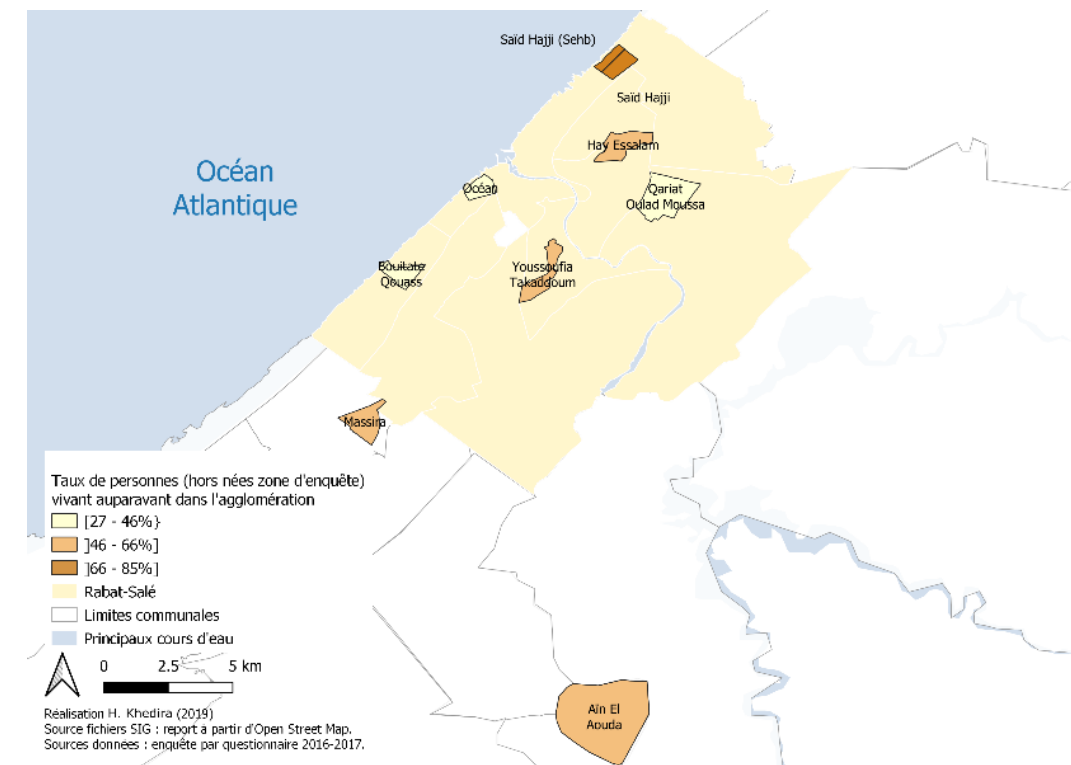 Saïd Hajji (Sehb)
Saïd Hajji
Hay Essalam
Océan
Atlantique
Océan
Qariat
Oulad Moussa
Bouitate
Qouass
Youssoufia
Takaddoum
Massira
Taux de personnes (hors nées zone d'enquête)
vivant auparavant dans l'agglomération
[27 - 46%}
]46 - 66%]
]66 - 85%]
Rabat-Salé
Limites communales
Principaux cours d'eau
0 2.5 5 km
Réalisation H. Khedira (2019)
Source fichiers SIG : report a partir d'Open Street Map.
Sources données : enquête par questionnaire 2016-2017.
Aïn El
Aouda